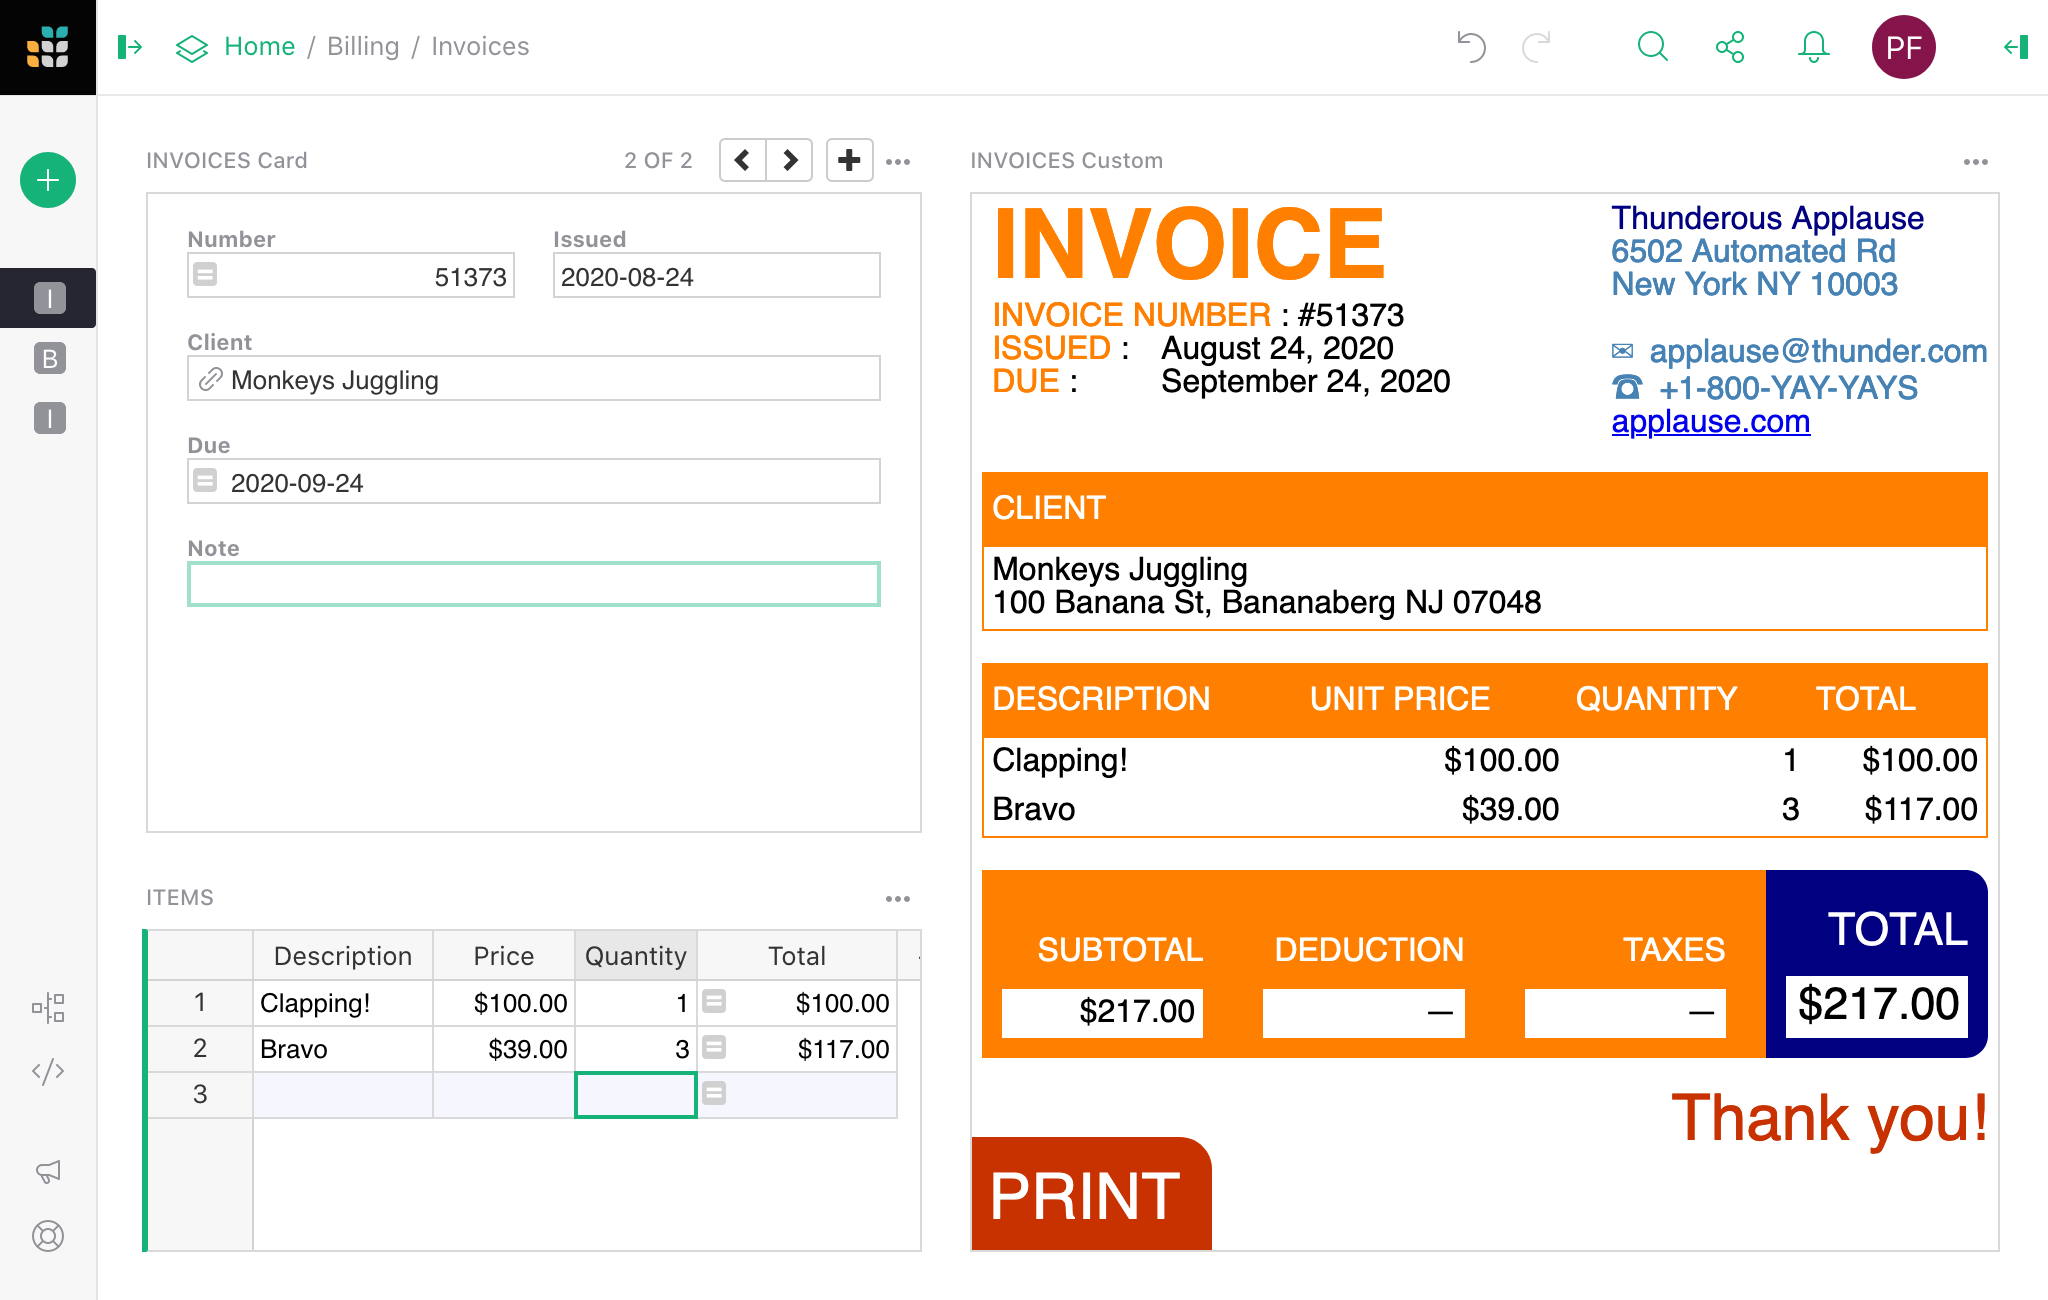 Home / Billing / Invoices
PF
I
B
I
INVOICES Card
2 OF 2
Number
51373
Issued
2020-08-24
Client
Monkeys Juggling
Due
2020-09-24
Note
ITEMS
Description Price Quantity Total
1 Clapping! $100.00 1 $100.00
2 Bravo $39.00 3 $117.00
3
INVOICES Custom
INVOICE
INVOICE NUMBER : #51373
ISSUED : August 24, 2020
DUE : September 24, 2020
Thunderous Applause
6502 Automated Rd
New York NY 10003
✉ applause@thunder.com
☎ +1-800-YAY-YAYS
applause.com
CLIENT
Monkeys Juggling
100 Banana St, Bananaberg NJ 07048
DESCRIPTION UNIT PRICE QUANTITY TOTAL
Clapping! $100.00 1 $100.00
Bravo $39.00 3 $117.00
SUBTOTAL DEDUCTION TAXES TOTAL
$217.00 — — $217.00
Thank you!
PRINT